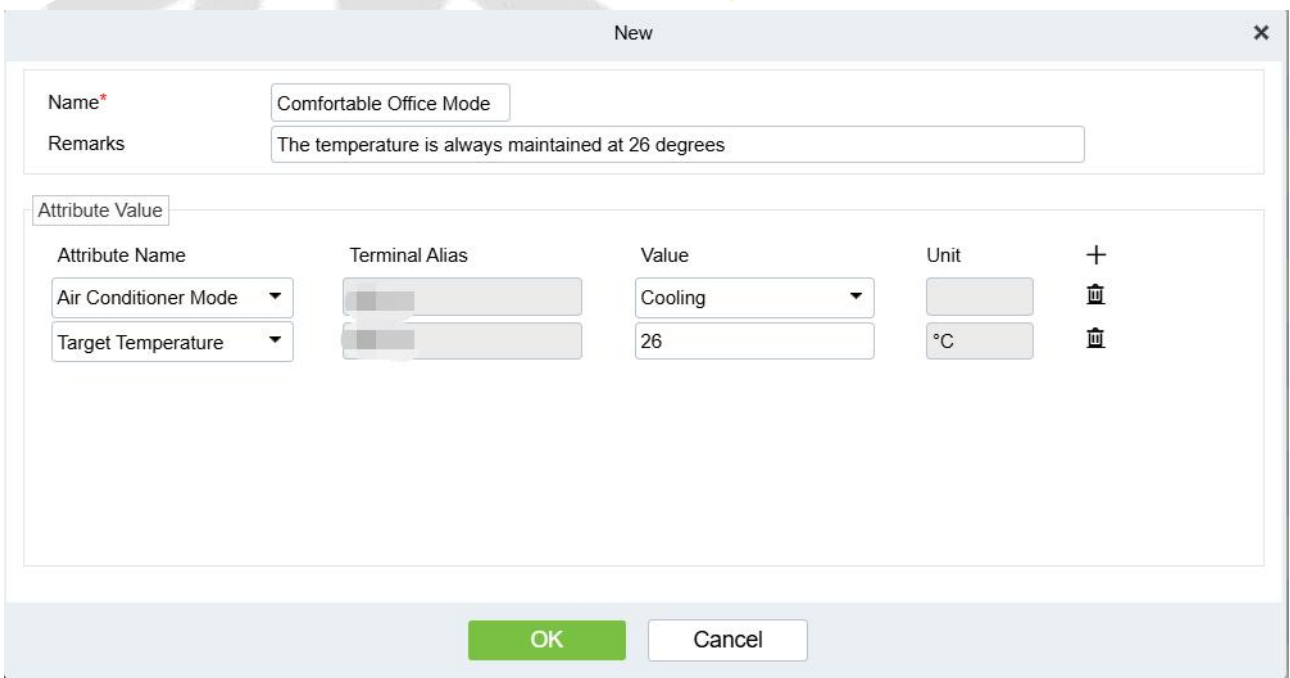 New
Name*
Comfortable Office Mode
Remarks
The temperature is always maintained at 26 degrees
Attribute Value
Attribute Name Terminal Alias Value Unit
Air Conditioner Mode Cooling
Target Temperature 26 °C
OK Cancel